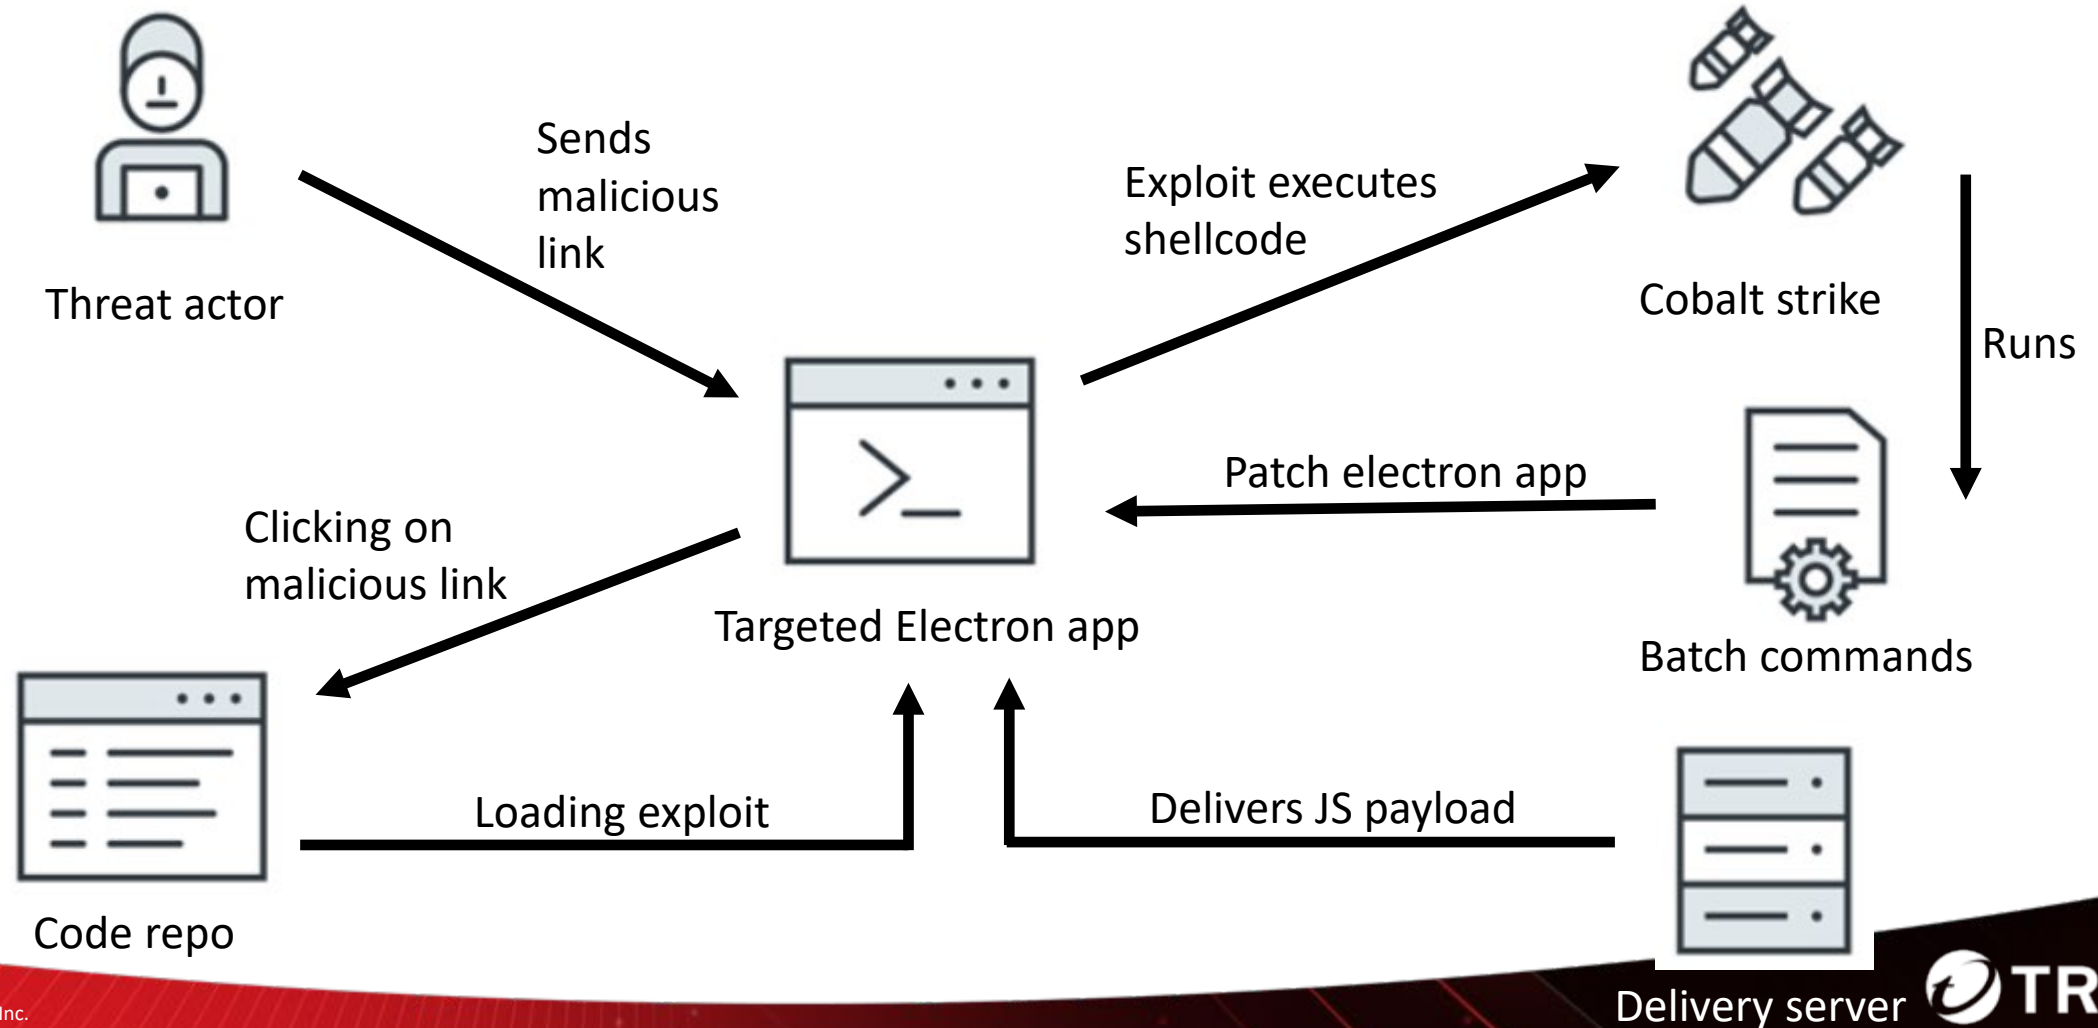 Sends
malicious
link
Threat actor
Exploit executes
shellcode
Cobalt strike
Runs
Patch electron app
Clicking on
malicious link
Targeted Electron app
Batch commands
Loading exploit
Delivers JS payload
Code repo
Delivery server
TR
Inc.